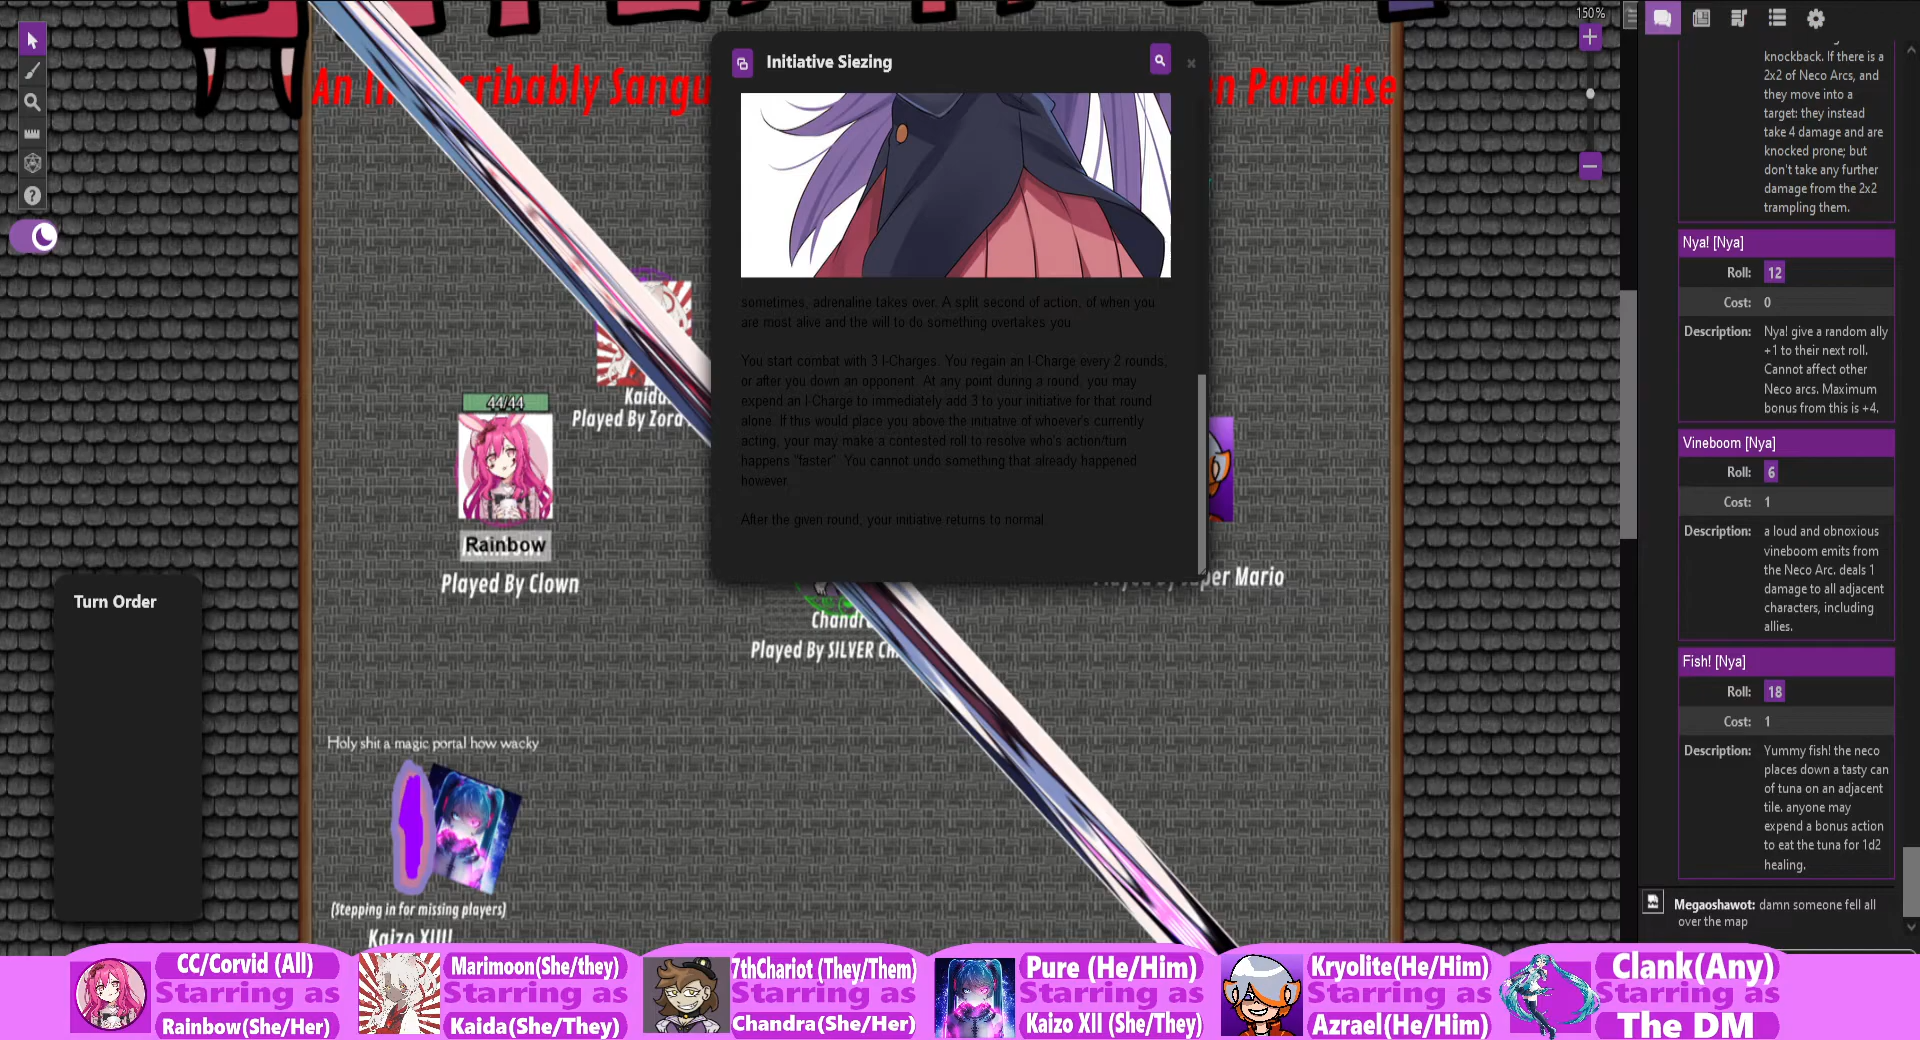 150%
An In
cribably Sangu
n Paradise
Initiative Siezing
sometimes, adrenaline takes over. A split second of action, of when you
are most alive and the will to do something overtakes you
You start combat with 3 I-Charges. You regain an I-Charge every 2 rounds,
or after you down an opponent. At any point during a round, you may
expend an I-Charge to immediately add 3 to your initiative for that round
alone. If this would place you above the initiative of whoever's currently
acting, your may make a contested roll to resolve who's action/turn
happens "faster". You cannot undo something that already happened
however.
After the given round, your initiative returns to normal
Kaida
Played By Zora
44/44
Rainbow
Played By Clown
Turn Order
per Mario
Chandra
Played By SILVER CH
Holy shit a magic portal how wacky
(Stepping in for missing players)
Kaizo XIII
knockback. If there is a
2x2 of Neco Arcs, and
they move into a
target: they instead
take 4 damage and are
knocked prone; but
don't take any further
damage from the 2x2
trampling them.
Nya! [Nya]
Roll: 12
Cost: 0
Description: Nya! give a random ally
+1 to their next roll.
Cannot affect other
Neco arcs. Maximum
bonus from this is +4.
Vineboom [Nya]
Roll: 6
Cost: 1
Description: a loud and obnoxious
vineboom emits from
the Neco Arc. deals 1
damage to all adjacent
characters, including
allies.
Fish! [Nya]
Roll: 18
Cost: 1
Description: Yummy fish! the neco
places down a tasty can
of tuna on an adjacent
tile. anyone may
expend a bonus action
to eat the tuna for 1d2
healing.
Megaoshawot: damn someone fell all
over the map
CC/Corvid (All)
Starring as
Rainbow(She/Her)
Marimoon(She/they)
Starring as
Kaida(She/They)
7thChariot (They/Them)
Starring as
Chandra(She/Her)
Pure (He/Him)
Starring as
Kaizo XII (She/They)
Kryolite(He/Him)
Starring as
Azrael(He/Him)
Clank(Any)
Starring as
The DM